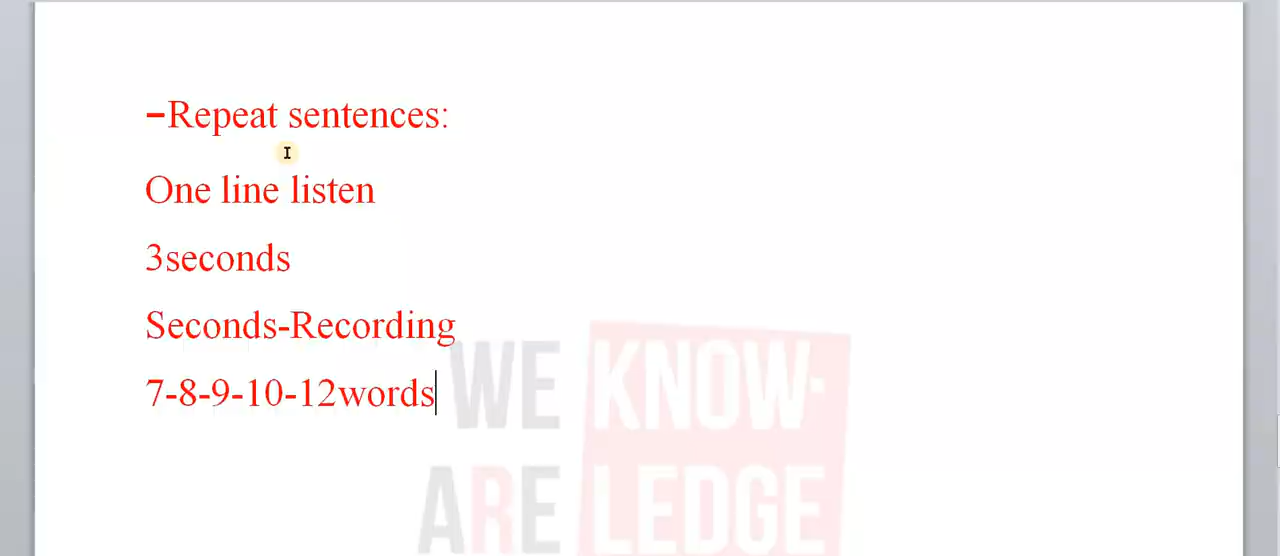 –Repeat sentences:
One line listen
3seconds
Seconds-Recording
7-8-9-10-12words
WE KNOW-
ARE LEDGE